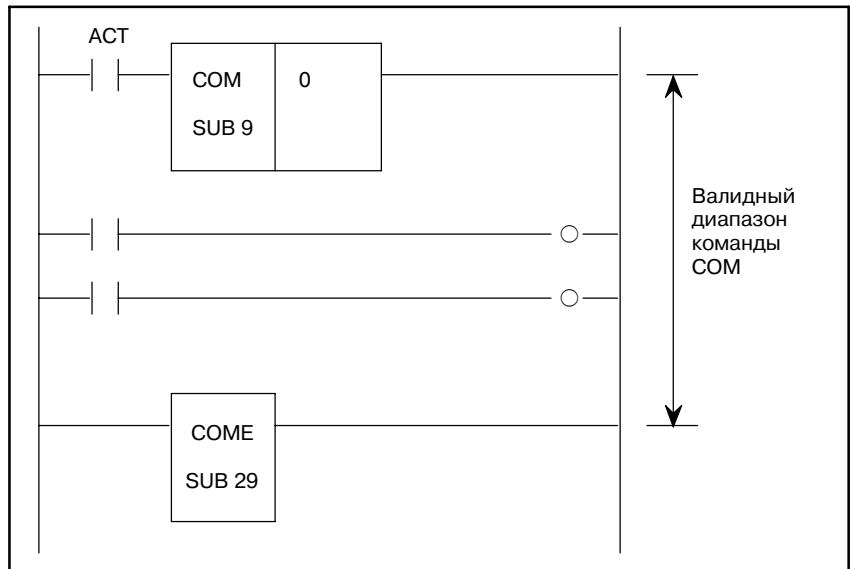 ACT
COM 0
SUB 9
Валидный
диапазон
команды
COM
COME
SUB 29